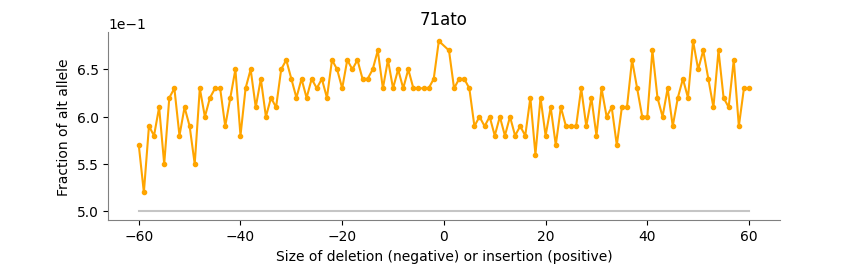 71ato
1e−1
Fraction of alt allele
6.5
6.0
5.5
5.0
−60 −40 −20 0 20 40 60
Size of deletion (negative) or insertion (positive)